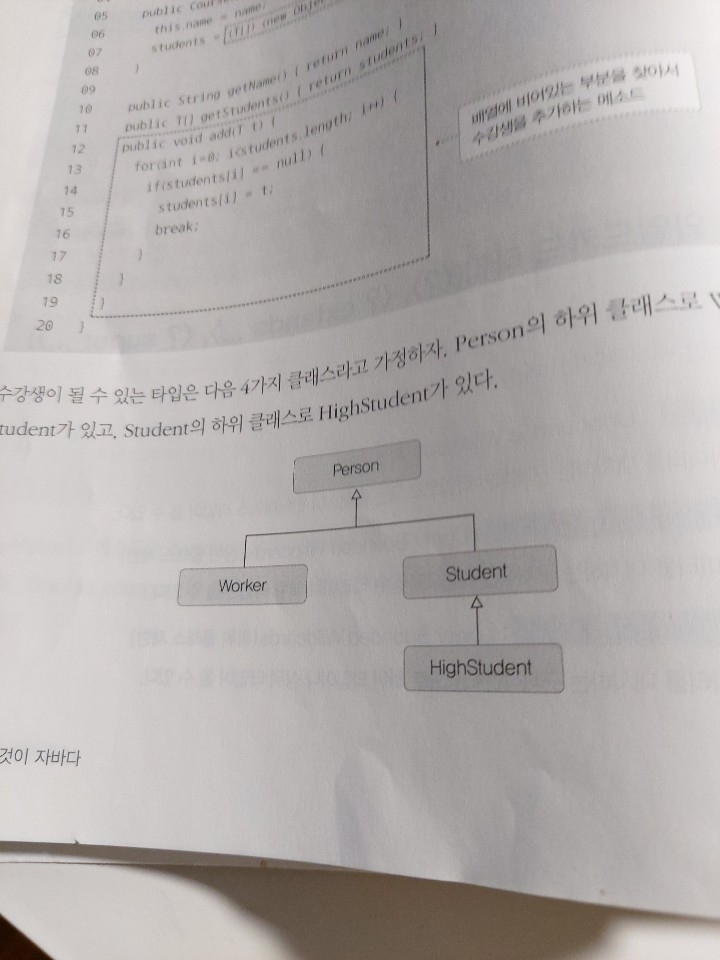 05 public
06 this.name = name;
07 students = (T[]) (new
08 }
09
10 public String getName() { return name; }
11 public T[] getStudents() { return students; }
12 public void add(T t) {
13 for(int i=0; i<students.length; i++) {
14 if(students[i] == null) {
15 students[i] = t;
16 break;
17 }
18 }
19 }
20 }
배열에 비어있는 부분을 찾아서
수강생을 추가하는 메소드
수강생이 될 수 있는 타입은 다음 4가지 클래스라고 가정하자. Person의 하위 클래스로
tudent가 있고, Student의 하위 클래스로 HighStudent가 있다.
Person
Worker
Student
HighStudent
것이 자바다